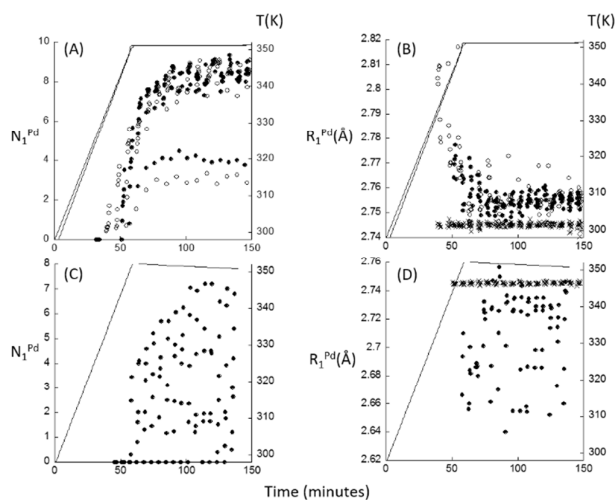 T(K) T(K)
(A) (B)
10 350 2.82 350
8 340 2.81 340
2.80
6 330 2.79 330
N₁ᴾᵈ R₁ᴾᵈ(Å) 2.78
4 320 2.77 320
2 310 2.76 310
2.75
0 300 2.74 300
0 50 100 150 0 50 100 150
(C) (D)
8 350 2.76 350
7 2.74
6 340 2.72 340
5 330 2.70 330
N₁ᴾᵈ 4 R₁ᴾᵈ(Å)
3 320 2.68 320
2 310 2.66 310
1 2.64
0 300 2.62 300
0 50 100 150 0 50 100 150
Time (minutes)